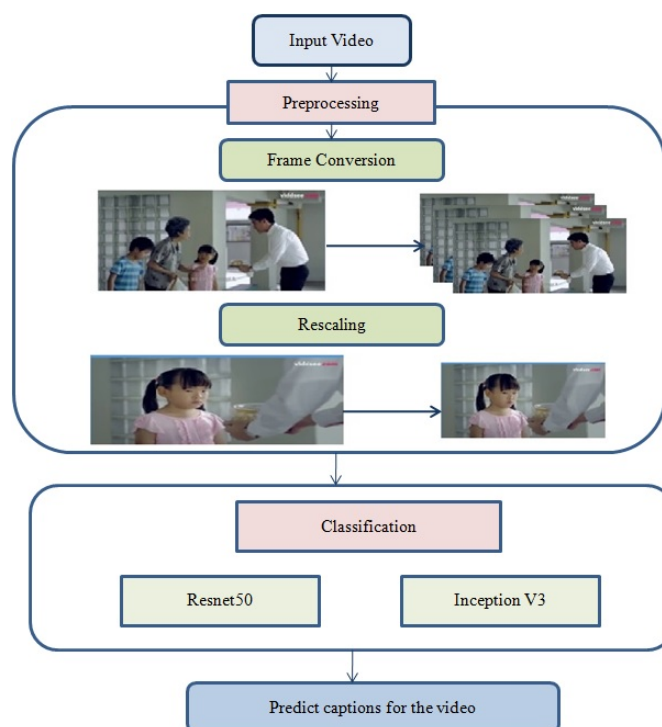 Input Video
Preprocessing
Frame Conversion
Rescaling
Classification
Resnet50
Inception V3
Predict captions for the video